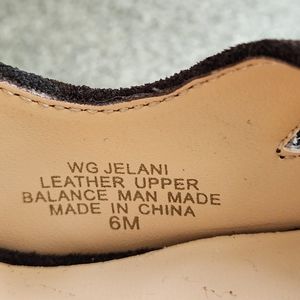 WG JELANI
LEATHER UPPER
BALANCE MAN MADE
MADE IN CHINA
6M